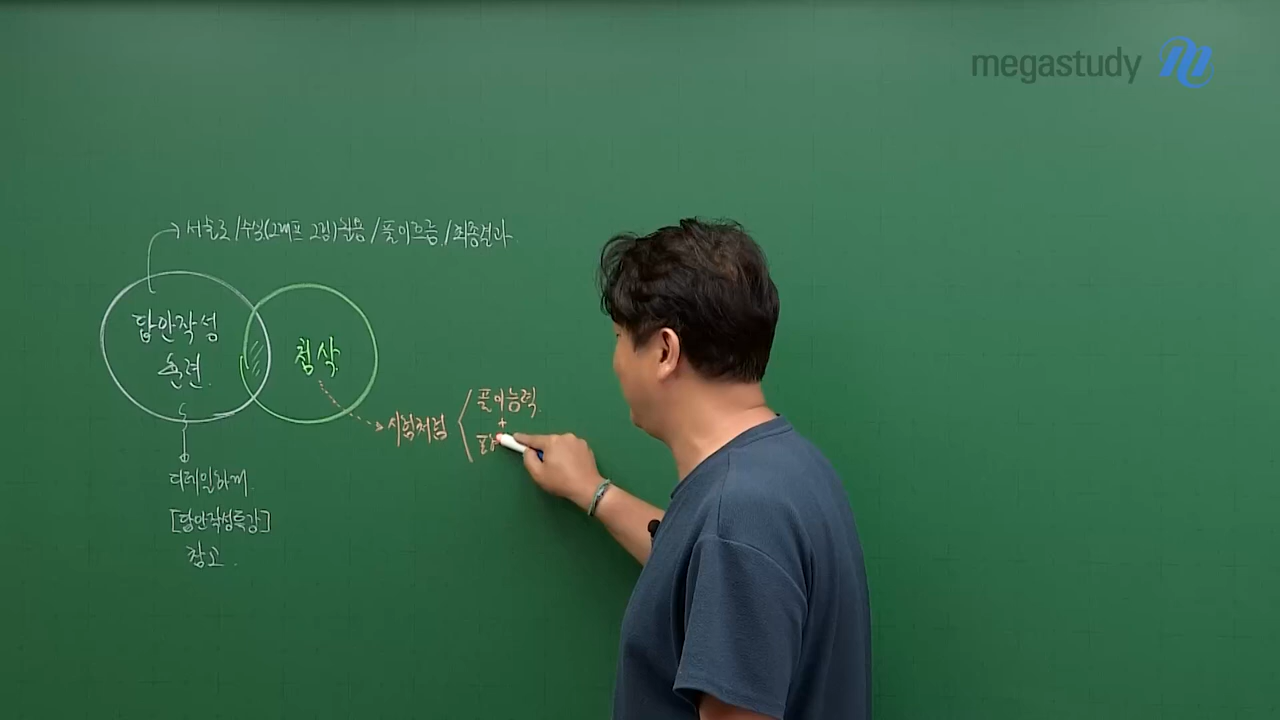 megastudy
서술로 / 수식(그래프 그림)활용 / 풀이흐름 / 최종결과
답안작성
훈련
첨삭
시험처럼
풀이능력
+
디테일하게
[답안작성특강]
참고